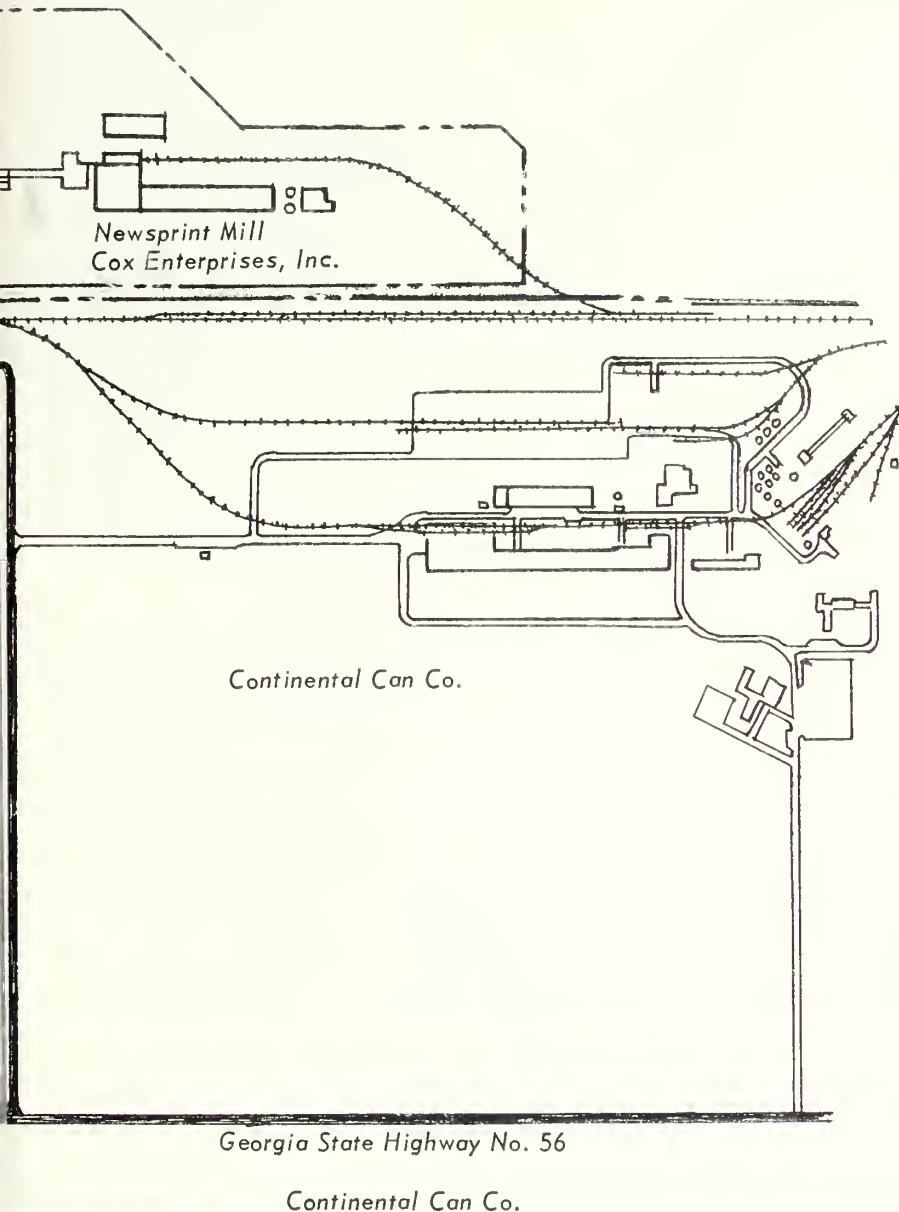 Newsprint Mill
Cox Enterprises, Inc.
Continental Can Co.
Georgia State Highway No. 56
Continental Can Co.